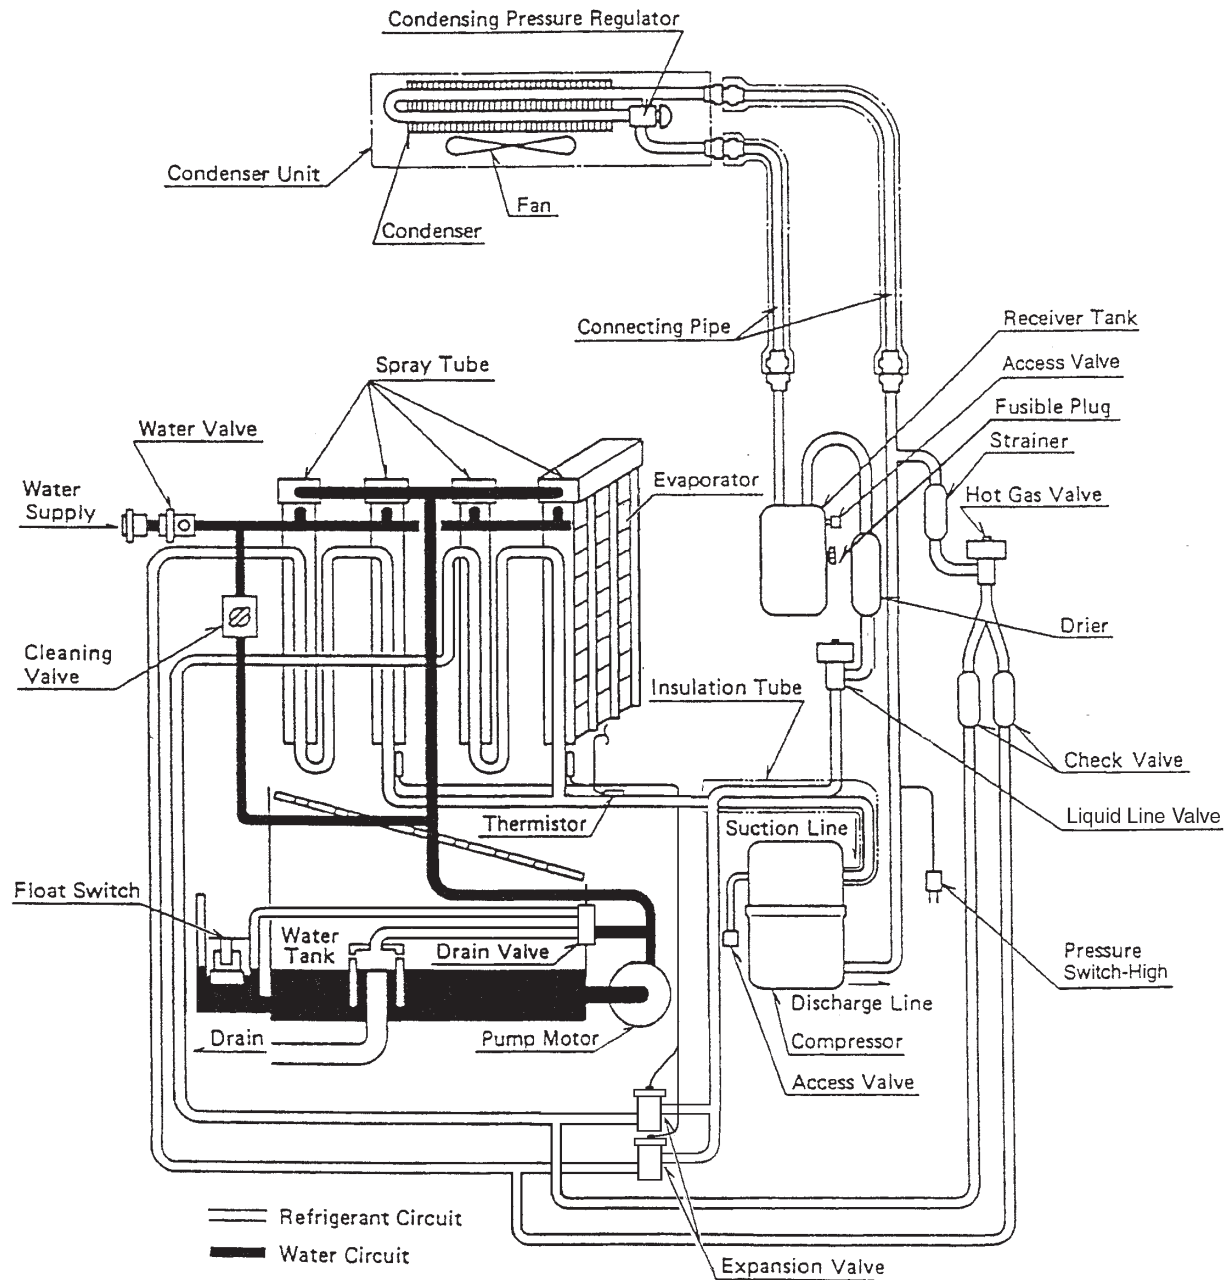 Condensing Pressure Regulator
Condenser Unit
Fan
Condenser
Connecting Pipe
Receiver Tank
Access Valve
Fusible Plug
Strainer
Hot Gas Valve
Spray Tube
Water Valve
Evaporator
Water
Supply
Cleaning
Valve
Drier
Insulation Tube
Check Valve
Liquid Line Valve
Thermistor
Suction Line
Float Switch
Water
Tank
Drain Valve
Pressure
Switch-High
Discharge Line
Drain
Pump Motor
Compressor
Access Valve
Refrigerant Circuit
Water Circuit
Expansion Valve